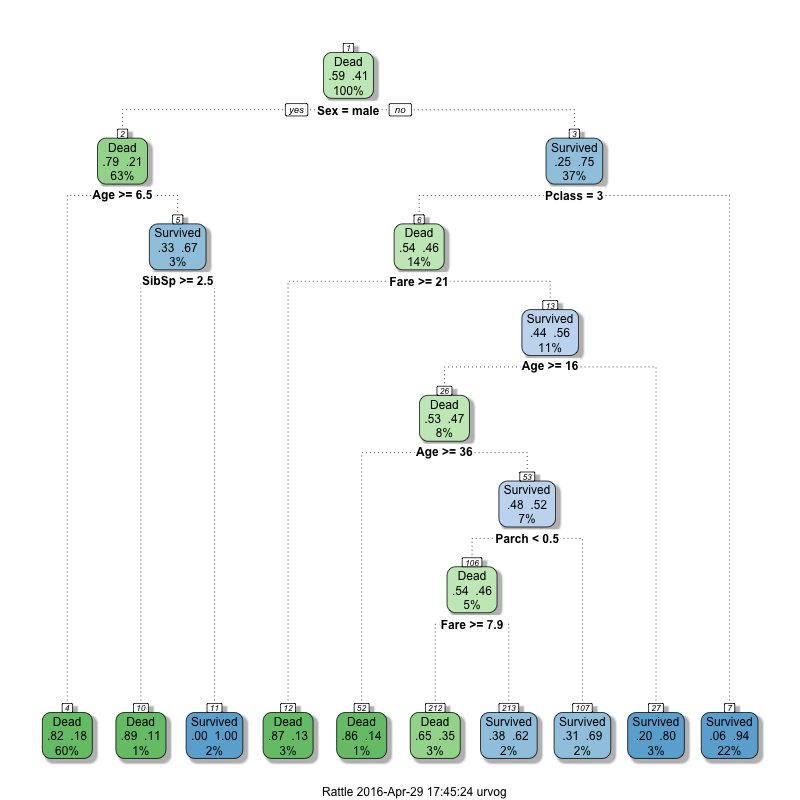 1
Dead
.59 .41
100%
yes Sex = male no
2 3
Dead Survived
.79 .21 .25 .75
63% 37%
Age >= 6.5 Pclass = 3
5 6
Survived Dead
.33 .67 .54 .46
3% 14%
SibSp >= 2.5 Fare >= 21
13
Survived
.44 .56
11%
Age >= 16
26
Dead
.53 .47
8%
Age >= 36
53
Survived
.48 .52
7%
Parch < 0.5
106
Dead
.54 .46
5%
Fare >= 7.9
4 10 11 12 52 212 213 107 27 7
Dead Dead Survived Dead Dead Dead Survived Survived Survived Survived
.82 .18 .89 .11 .00 1.00 .87 .13 .86 .14 .65 .35 .38 .62 .31 .69 .20 .80 .06 .94
60% 1% 2% 3% 1% 3% 2% 2% 3% 22%
Rattle 2016-Apr-29 17:45:24 urvog